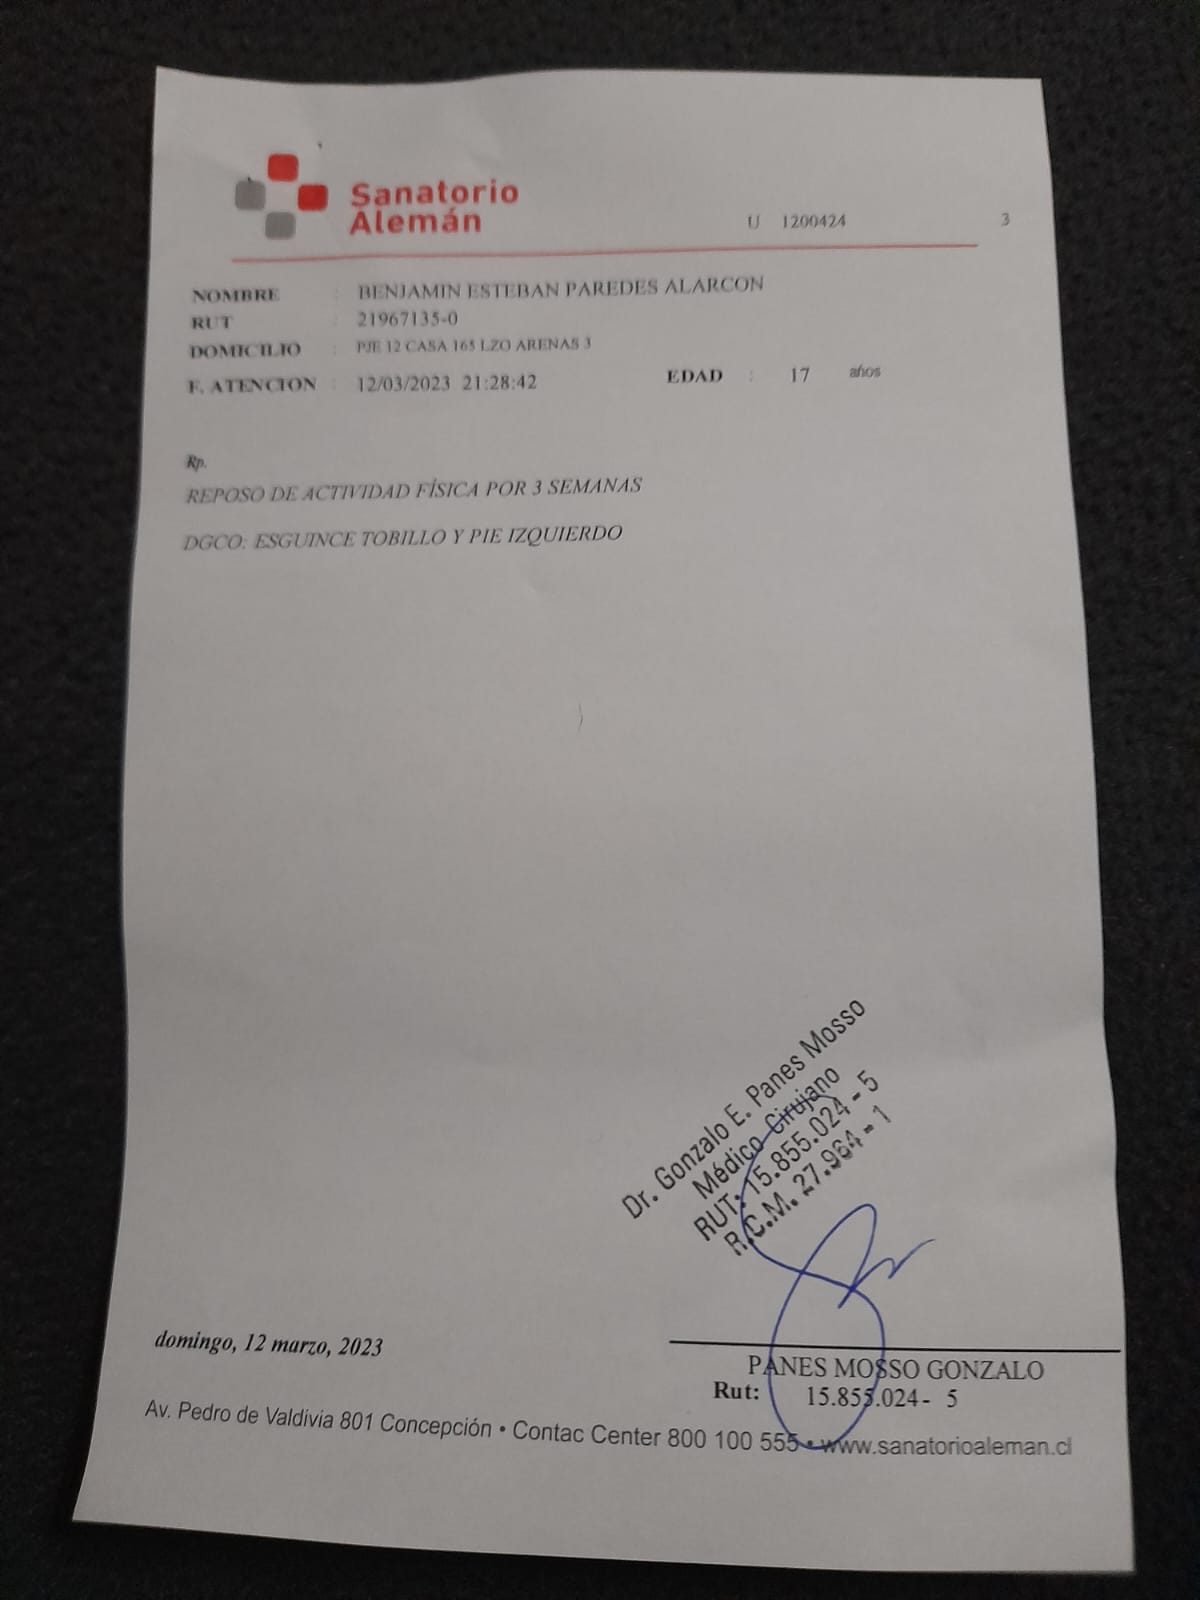 Sanatorio
Alemán
U 1200424 3
NOMBRE : BENJAMIN ESTEBAN PAREDES ALARCON
RUT : 21967135-0
DOMICILIO : PJE 12 CASA 165 LZO ARENAS 3
F. ATENCION : 12/03/2023 21:28:42 EDAD : 17 años
Rp.
REPOSO DE ACTIVIDAD FÍSICA POR 3 SEMANAS
DGCO: ESGUINCE TOBILLO Y PIE IZQUIERDO
Dr. Gonzalo E. Panes Mosso
Médico Cirujano
RUT: 15.855.024 - 5
R.C.M. 27.964 - 1
domingo, 12 marzo, 2023
PANES MOSSO GONZALO
Rut: 15.855.024- 5
Av. Pedro de Valdivia 801 Concepción • Contac Center 800 100 555 • www.sanatorioaleman.cl